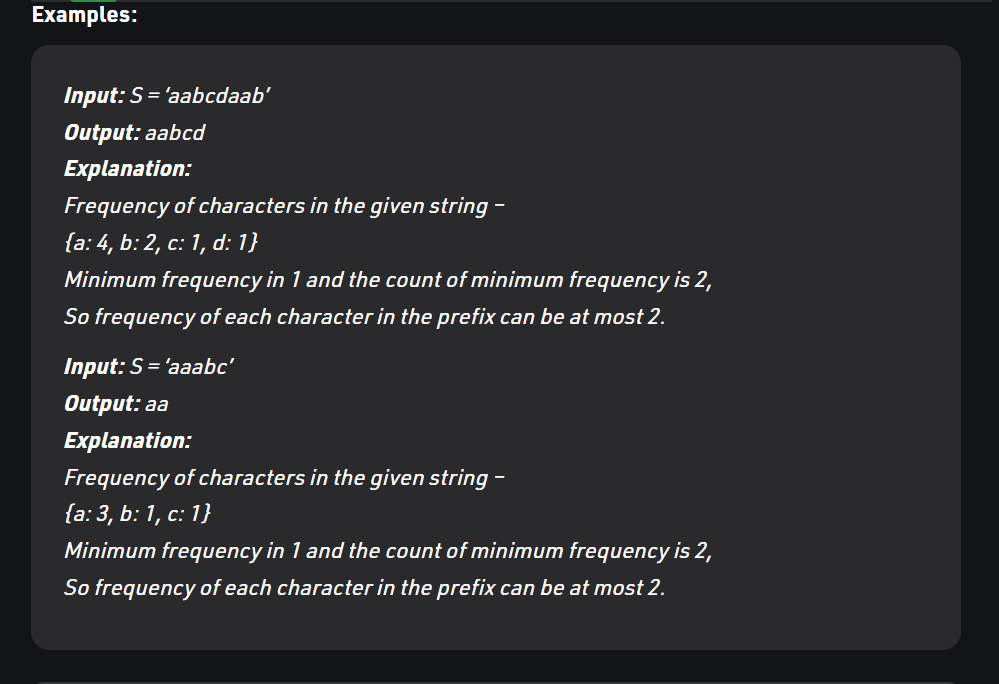 Examples:
Input: S = ‘aabcdaab’
Output: aabcd
Explanation:
Frequency of characters in the given string –
{a: 4, b: 2, c: 1, d: 1}
Minimum frequency in 1 and the count of minimum frequency is 2,
So frequency of each character in the prefix can be at most 2.
Input: S = ‘aaabc’
Output: aa
Explanation:
Frequency of characters in the given string –
{a: 3, b: 1, c: 1}
Minimum frequency in 1 and the count of minimum frequency is 2,
So frequency of each character in the prefix can be at most 2.